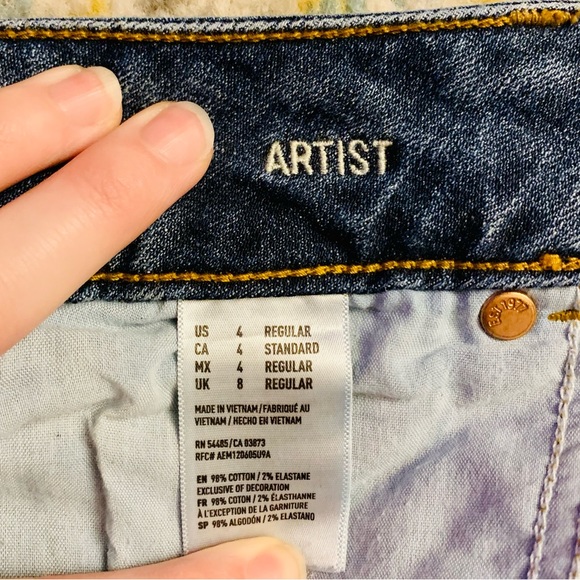 ARTIST
US 4 REGULAR
CA 4 STANDARD
MX 4 REGULAR
UK 8 REGULAR
MADE IN VIETNAM / FABRIQUÉ AU
VIETNAM / HECHO EN VIETNAM
RN 54485/CA 03873
RFC# AEM120605U9A
EN 98% COTTON / 2% ELASTANE
EXCLUSIVE OF DECORATION
FR 98% COTON / 2% ÉLASTHANNE
À L'EXCEPTION DE LA GARNITURE
SP 98% ALGODÓN / 2% ELASTANO
EST 1977